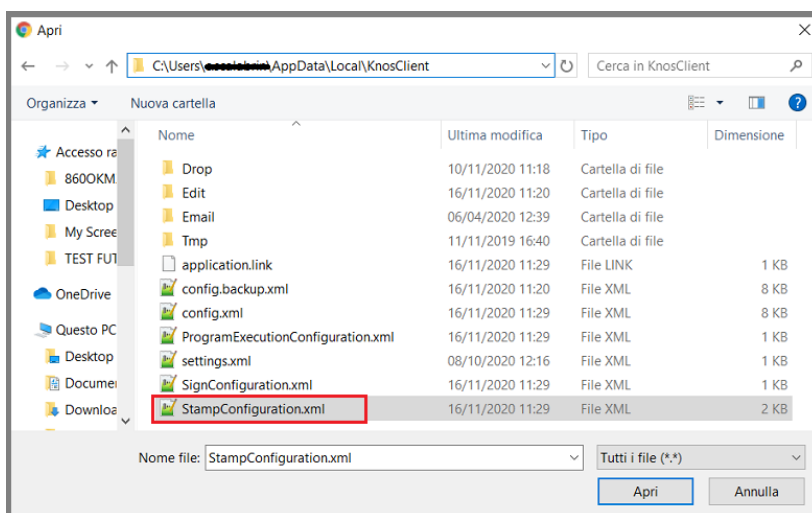 Apri
C:\Users\ \AppData\Local\KnosClient
Cerca in KnosClient
Organizza
Nuova cartella
Nome Ultima modifica Tipo Dimensione
Accesso ra
860OKM
Desktop
My Scree
TEST FUT
OneDrive
Questo PC
Desktop
Documen
Downloa
Drop 10/11/2020 11:18 Cartella di file
Edit 16/11/2020 11:20 Cartella di file
Email 06/04/2020 12:39 Cartella di file
Tmp 11/11/2019 16:40 Cartella di file
application.link 16/11/2020 11:29 File LINK 1 KB
config.backup.xml 16/11/2020 11:20 File XML 8 KB
config.xml 16/11/2020 11:29 File XML 8 KB
ProgramExecutionConfiguration.xml 16/11/2020 11:29 File XML 1 KB
settings.xml 08/10/2020 12:16 File XML 1 KB
SignConfiguration.xml 16/11/2020 11:29 File XML 1 KB
StampConfiguration.xml 16/11/2020 11:29 File XML 2 KB
Nome file: StampConfiguration.xml Tutti i file (*.*)
Apri Annulla